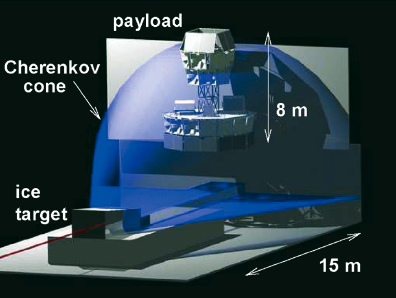 payload
Cherenkov
cone
8 m
ice
target
15 m